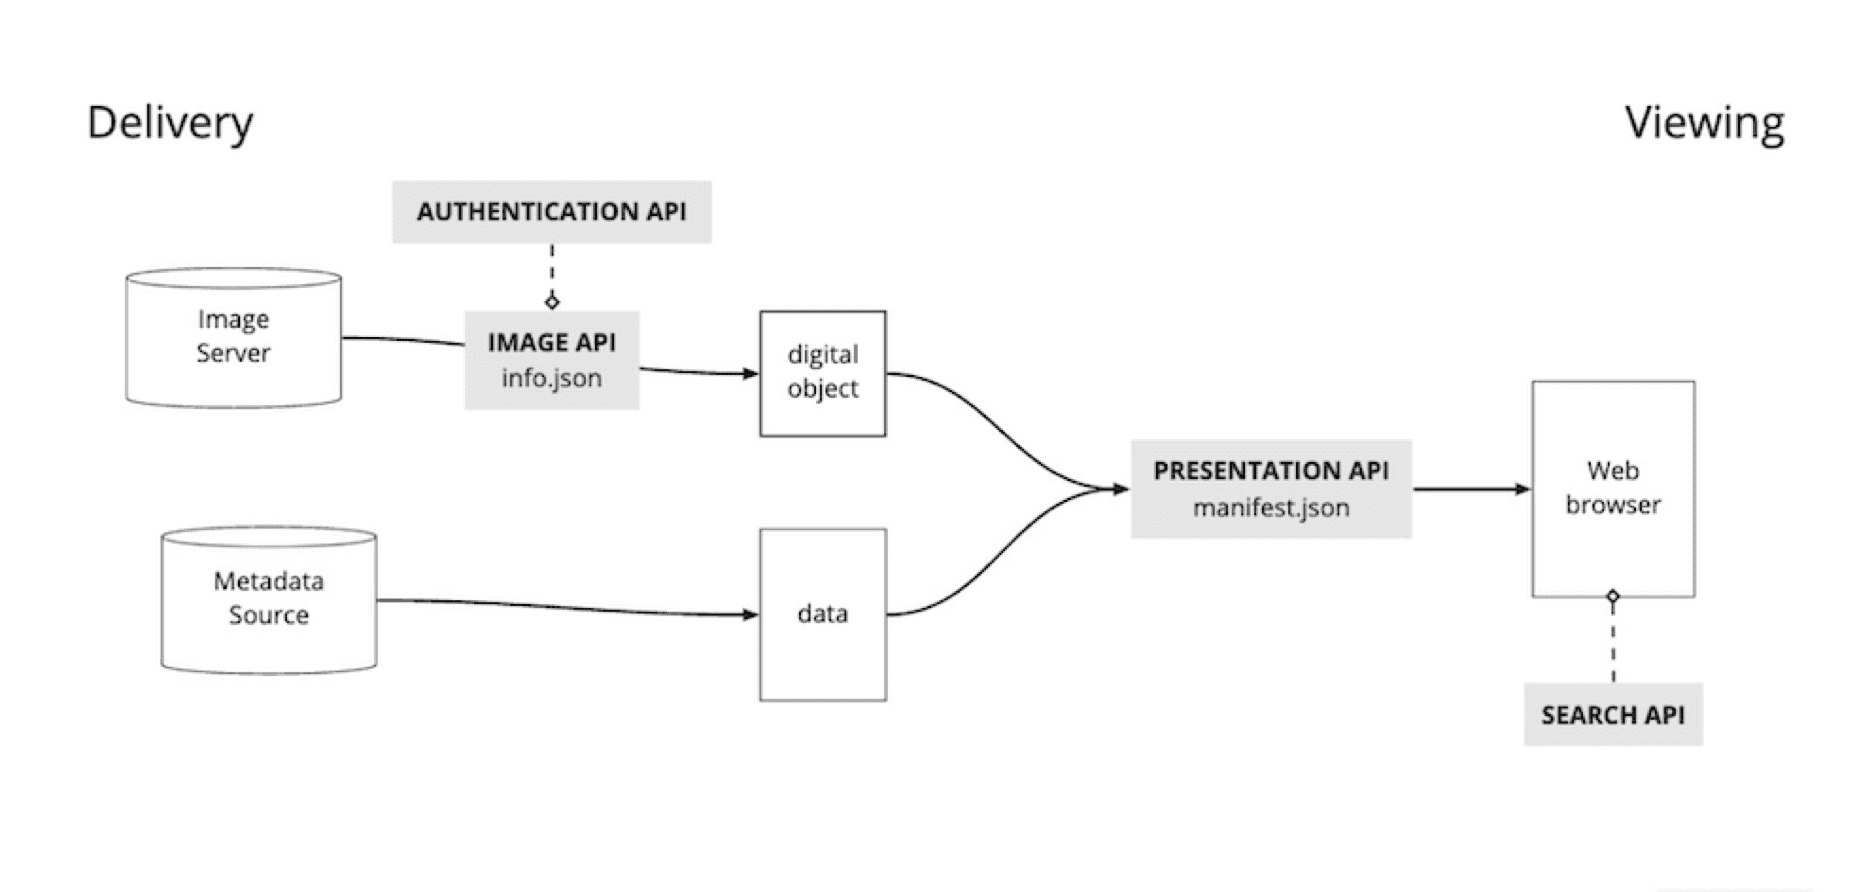 Delivery
Viewing
AUTHENTICATION API
Image
Server
IMAGE API
info.json
digital
object
PRESENTATION API
manifest.json
Web
browser
Metadata
Source
data
SEARCH API